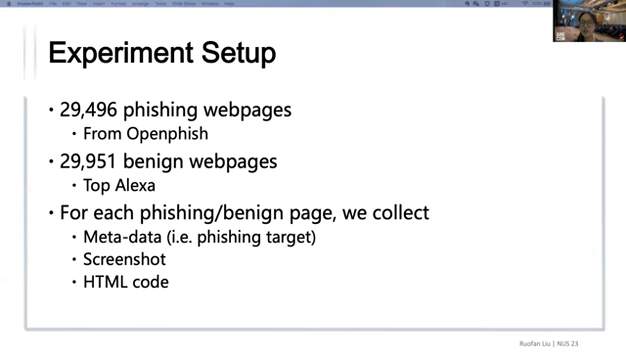 Experiment Setup
• 29,496 phishing webpages
• From Openphish
• 29,951 benign webpages
• Top Alexa
• For each phishing/benign page, we collect
• Meta-data (i.e. phishing target)
• Screenshot
• HTML code
Ruofan Liu | NUS 23